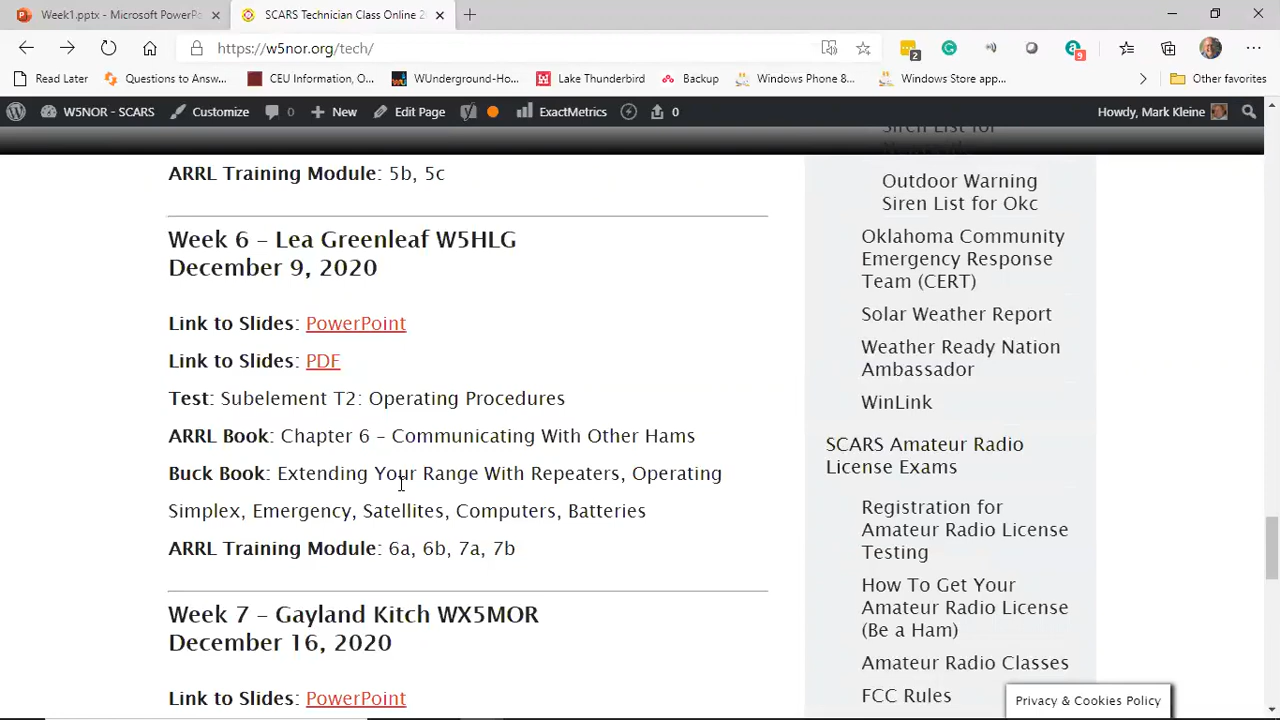 Week1.pptx - Microsoft PowerPo
SCARS Technician Class Online 2
https://w5nor.org/tech/
2
9
Read Later
Questions to Answ...
CEU Information, O...
WUnderground-Ho...
Lake Thunderbird
Backup
Windows Phone 8...
Windows Store app...
Other favorites
W5NOR - SCARS
Customize
0
New
Edit Page
ExactMetrics
0
Howdy, Mark Kleine
ARRL Training Module: 5b, 5c
Week 6 – Lea Greenleaf W5HLG
December 9, 2020
Link to Slides: PowerPoint
Link to Slides: PDF
Test: Subelement T2: Operating Procedures
ARRL Book: Chapter 6 – Communicating With Other Hams
Buck Book: Extending Your Range With Repeaters, Operating
Simplex, Emergency, Satellites, Computers, Batteries
ARRL Training Module: 6a, 6b, 7a, 7b
Week 7 – Gayland Kitch WX5MOR
December 16, 2020
Link to Slides: PowerPoint
Siren List for
Outdoor Warning
Siren List for Okc
Oklahoma Community
Emergency Response
Team (CERT)
Solar Weather Report
Weather Ready Nation
Ambassador
WinLink
SCARS Amateur Radio
License Exams
Registration for
Amateur Radio License
Testing
How To Get Your
Amateur Radio License
(Be a Ham)
Amateur Radio Classes
FCC Rules
Privacy & Cookies Policy